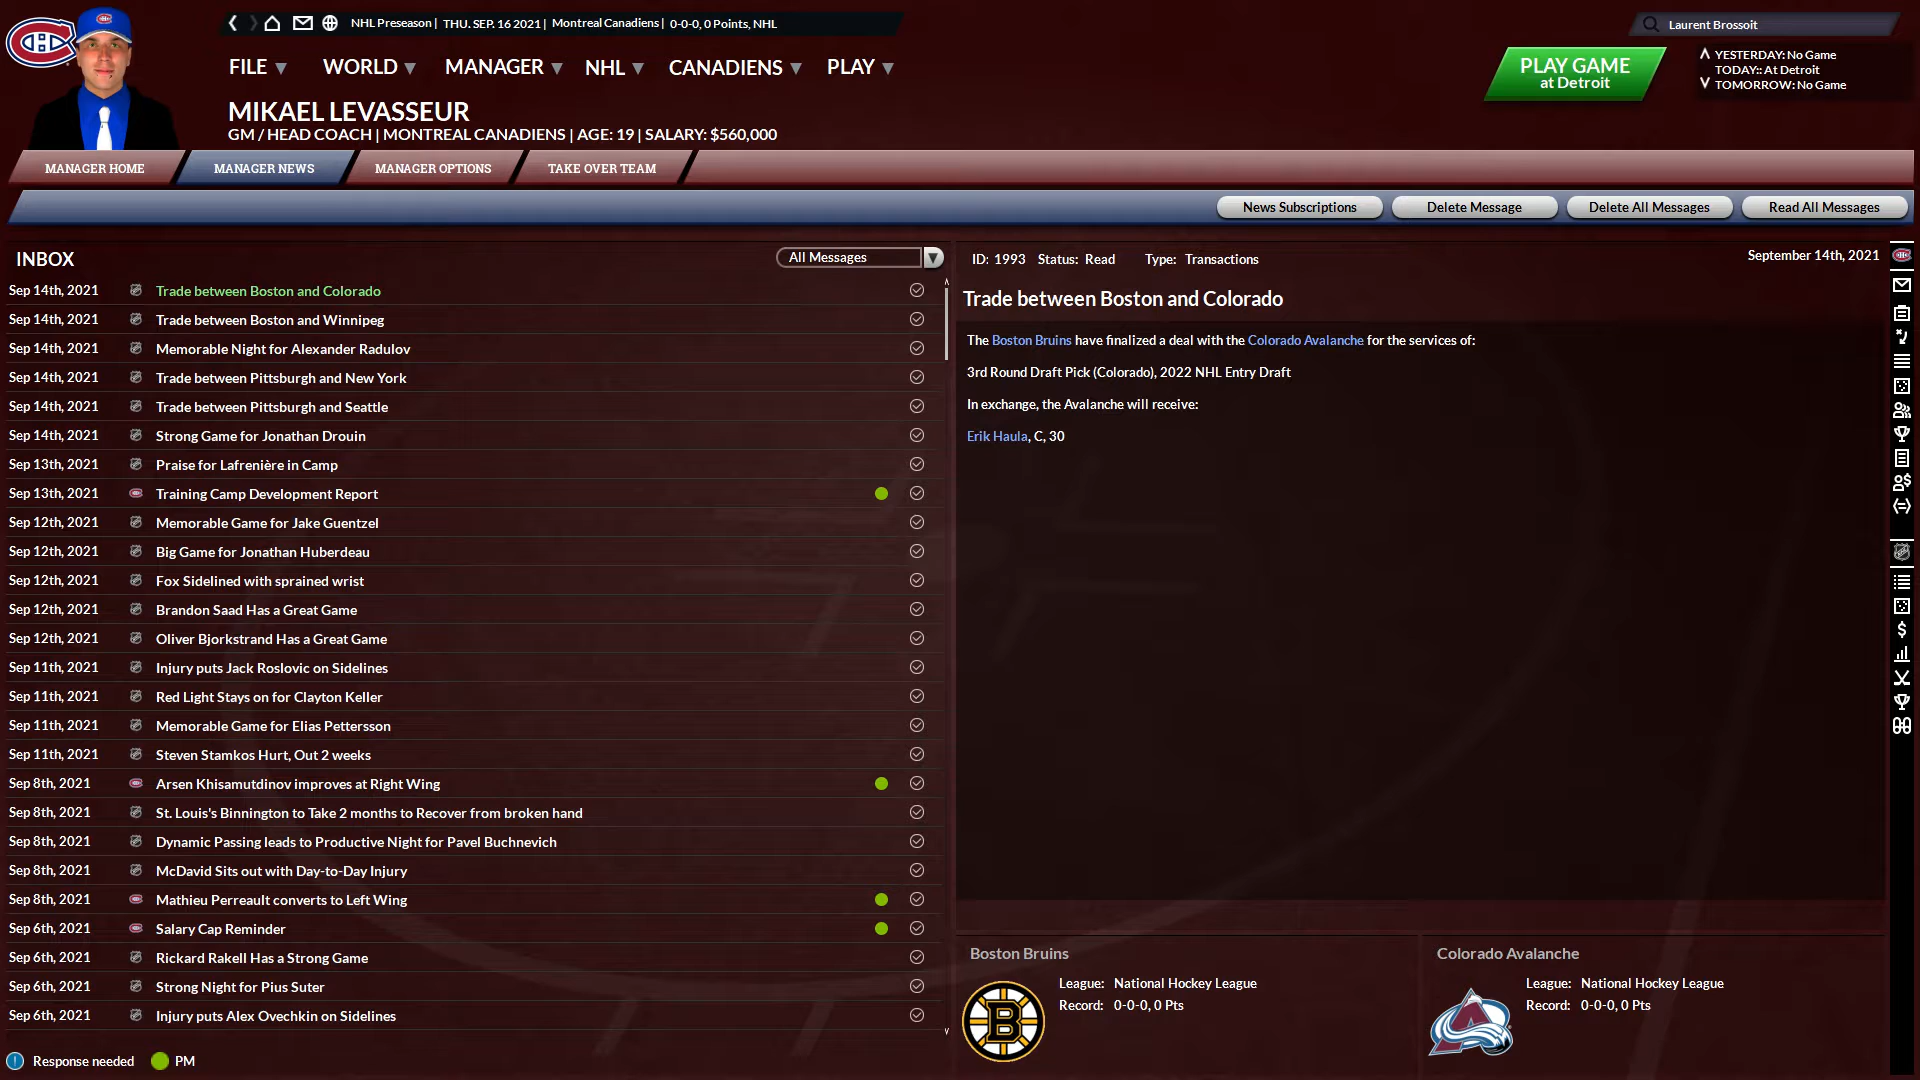 NHL Preseason | THU. SEP. 16 2021 | Montreal Canadiens | 0-0-0, 0 Points, NHL
Laurent Brossoit
FILE WORLD MANAGER NHL CANADIENS PLAY
PLAY GAME
at Detroit
YESTERDAY: No Game
TODAY:: At Detroit
TOMORROW: No Game
MIKAEL LEVASSEUR
GM / HEAD COACH | MONTREAL CANADIENS | AGE: 19 | SALARY: $560,000
MANAGER HOME MANAGER NEWS MANAGER OPTIONS TAKE OVER TEAM
News Subscriptions Delete Message Delete All Messages Read All Messages
INBOX All Messages
Sep 14th, 2021 Trade between Boston and Colorado
Sep 14th, 2021 Trade between Boston and Winnipeg
Sep 14th, 2021 Memorable Night for Alexander Radulov
Sep 14th, 2021 Trade between Pittsburgh and New York
Sep 14th, 2021 Trade between Pittsburgh and Seattle
Sep 14th, 2021 Strong Game for Jonathan Drouin
Sep 13th, 2021 Praise for Lafrenière in Camp
Sep 13th, 2021 Training Camp Development Report
Sep 12th, 2021 Memorable Game for Jake Guentzel
Sep 12th, 2021 Big Game for Jonathan Huberdeau
Sep 12th, 2021 Fox Sidelined with sprained wrist
Sep 12th, 2021 Brandon Saad Has a Great Game
Sep 12th, 2021 Oliver Bjorkstrand Has a Great Game
Sep 11th, 2021 Injury puts Jack Roslovic on Sidelines
Sep 11th, 2021 Red Light Stays on for Clayton Keller
Sep 11th, 2021 Memorable Game for Elias Pettersson
Sep 11th, 2021 Steven Stamkos Hurt, Out 2 weeks
Sep 8th, 2021 Arsen Khisamutdinov improves at Right Wing
Sep 8th, 2021 St. Louis's Binnington to Take 2 months to Recover from broken hand
Sep 8th, 2021 Dynamic Passing leads to Productive Night for Pavel Buchnevich
Sep 8th, 2021 McDavid Sits out with Day-to-Day Injury
Sep 8th, 2021 Mathieu Perreault converts to Left Wing
Sep 6th, 2021 Salary Cap Reminder
Sep 6th, 2021 Rickard Rakell Has a Strong Game
Sep 6th, 2021 Strong Night for Pius Suter
Sep 6th, 2021 Injury puts Alex Ovechkin on Sidelines
Response needed PM
ID: 1993 Status: Read Type: Transactions September 14th, 2021
Trade between Boston and Colorado
The Boston Bruins have finalized a deal with the Colorado Avalanche for the services of:
3rd Round Draft Pick (Colorado), 2022 NHL Entry Draft
In exchange, the Avalanche will receive:
Erik Haula, C, 30
Boston Bruins
League: National Hockey League
Record: 0-0-0, 0 Pts
B
Colorado Avalanche
League: National Hockey League
Record: 0-0-0, 0 Pts